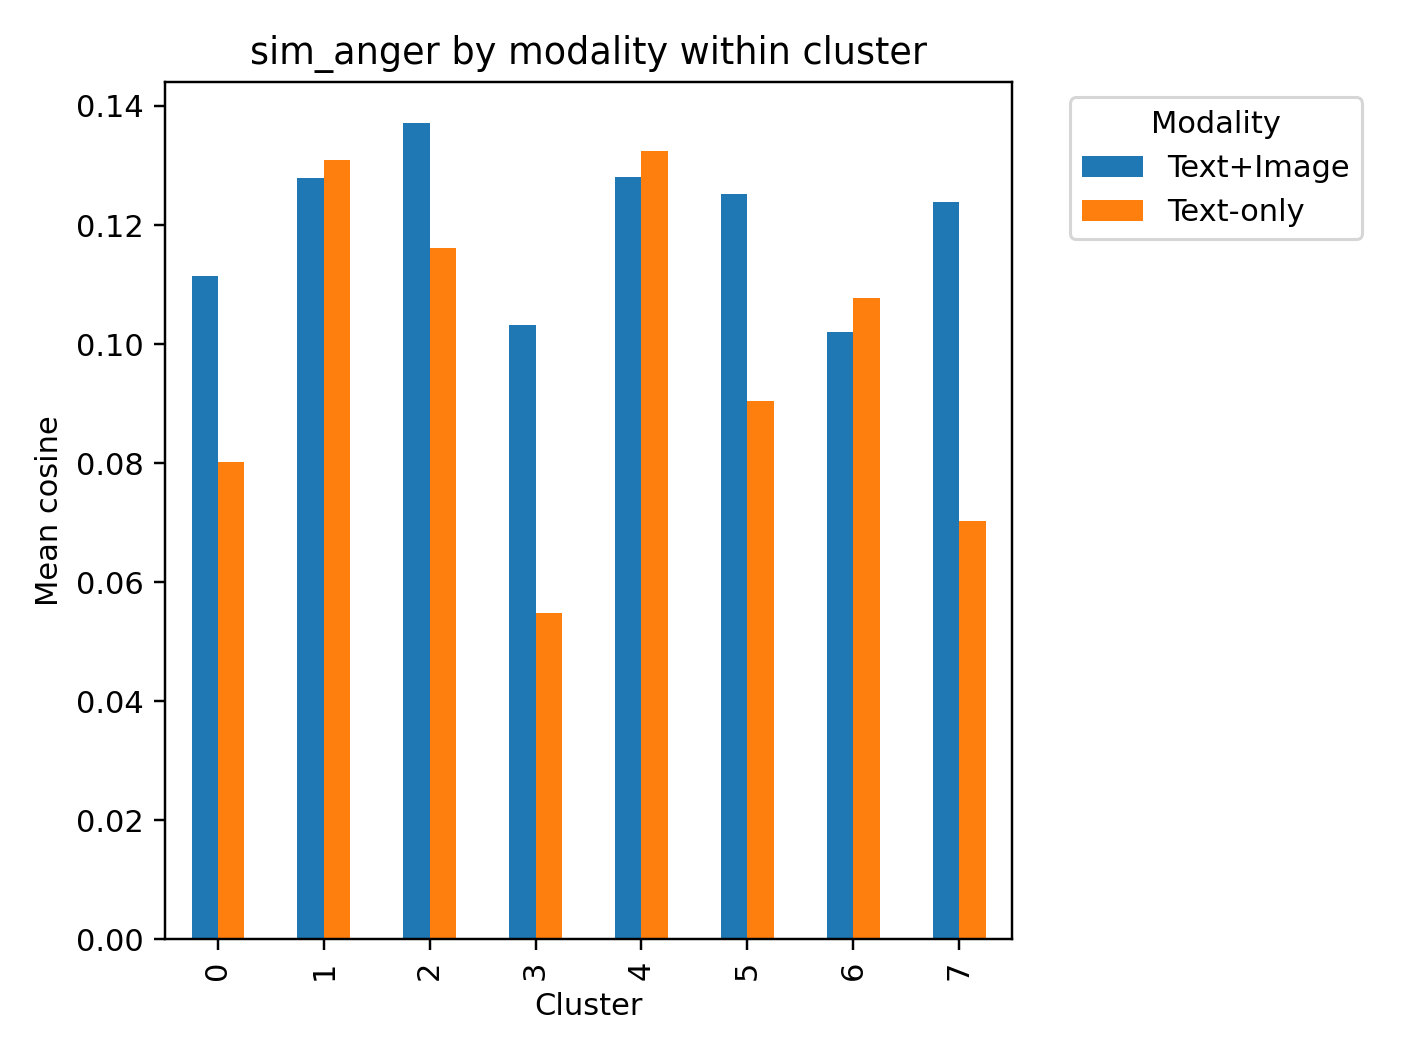 sim_anger by modality within cluster
Modality
Text+Image
Text-only
Mean cosine
0.14
0.12
0.10
0.08
0.06
0.04
0.02
0.00
0 1 2 3 4 5 6 7
Cluster